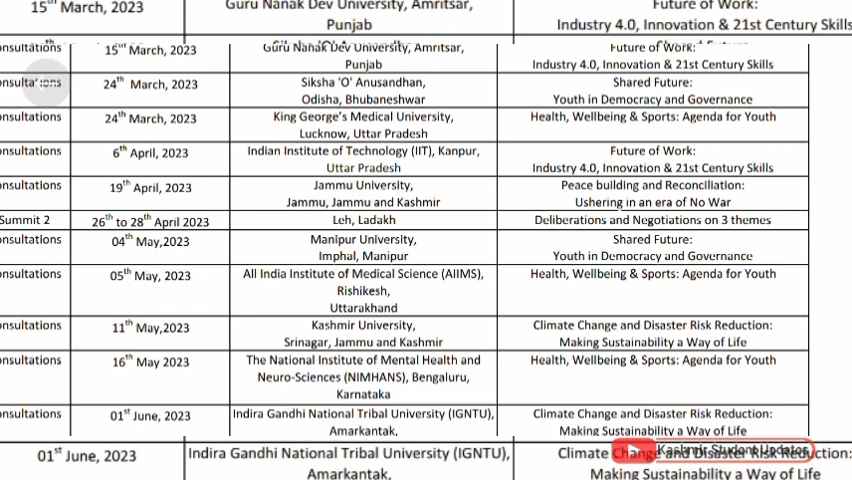 15th March, 2023
Guru Nanak Dev University, Amritsar,
Punjab
Future of Work:
Industry 4.0, Innovation & 21st Century Skills
onsultations
15th March, 2023
Guru Nanak Dev University, Amritsar,
Punjab
Future of Work:
Industry 4.0, Innovation & 21st Century Skills
24th March, 2023
Siksha 'O' Anusandhan,
Odisha, Bhubaneshwar
Shared Future:
Youth in Democracy and Governance
onsultations
24th March, 2023
King George's Medical University,
Lucknow, Uttar Pradesh
Health, Wellbeing & Sports: Agenda for Youth
onsultations
6th April, 2023
Indian Institute of Technology (IIT), Kanpur,
Uttar Pradesh
Future of Work:
Industry 4.0, Innovation & 21st Century Skills
onsultations
19th April, 2023
Jammu University,
Jammu, Jammu and Kashmir
Peace building and Reconciliation:
Ushering in an era of No War
Summit 2
26th to 28th April 2023
Leh, Ladakh
Deliberations and Negotiations on 3 themes
onsultations
04th May,2023
Manipur University,
Imphal, Manipur
Shared Future:
Youth in Democracy and Governance
onsultations
05th May, 2023
All India Institute of Medical Science (AIIMS),
Rishikesh,
Uttarakhand
Health, Wellbeing & Sports: Agenda for Youth
onsultations
11th May,2023
Kashmir University,
Srinagar, Jammu and Kashmir
Climate Change and Disaster Risk Reduction:
Making Sustainability a Way of Life
onsultations
16th May 2023
The National Institute of Mental Health and
Neuro-Sciences (NIMHANS), Bengaluru,
Karnataka
Health, Wellbeing & Sports: Agenda for Youth
onsultations
01st June, 2023
Indira Gandhi National Tribal University (IGNTU),
Amarkantak,
Climate Change and Disaster Risk Reduction:
Making Sustainability a Way of Life
01st June, 2023
Indira Gandhi National Tribal University (IGNTU),
Amarkantak,
Climate Change and Disaster Risk Reduction:
Making Sustainability a Way of Life
Kashmir Student Updates